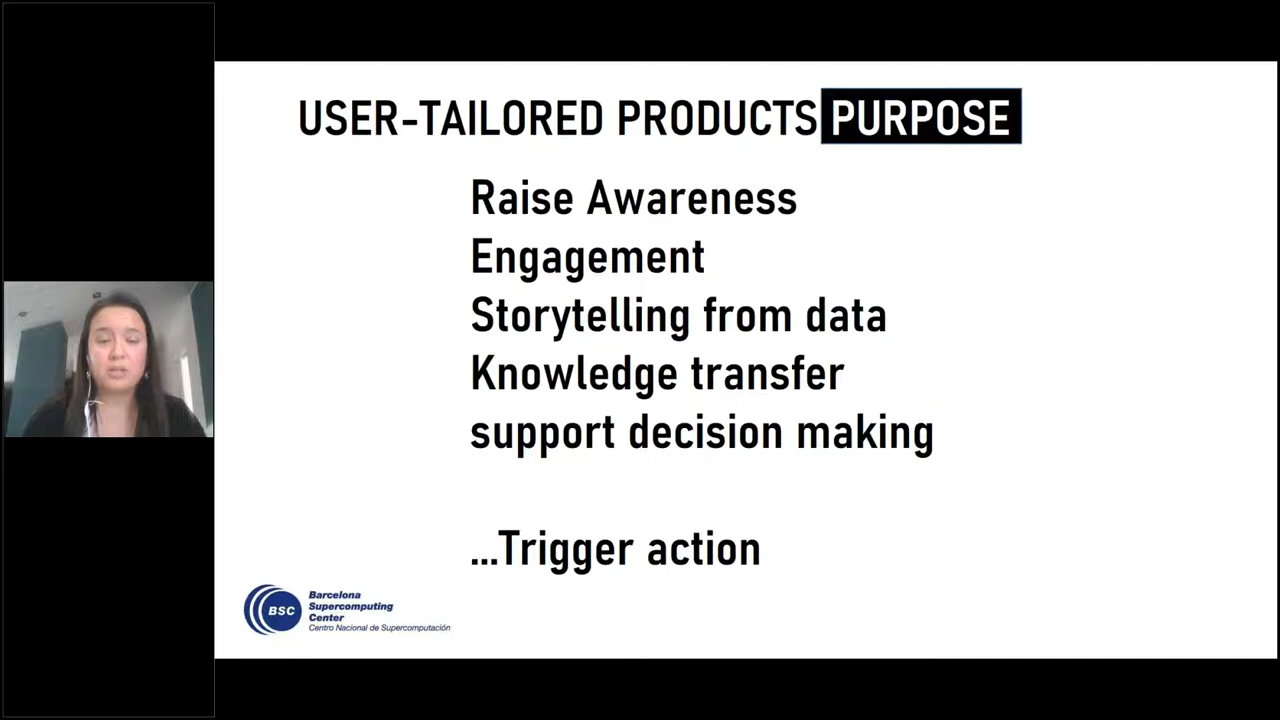 USER-TAILORED PRODUCTS PURPOSE
Raise Awareness
Engagement
Storytelling from data
Knowledge transfer
support decision making
...Trigger action
BSC
Barcelona
Supercomputing
Center
Centro Nacional de Supercomputación